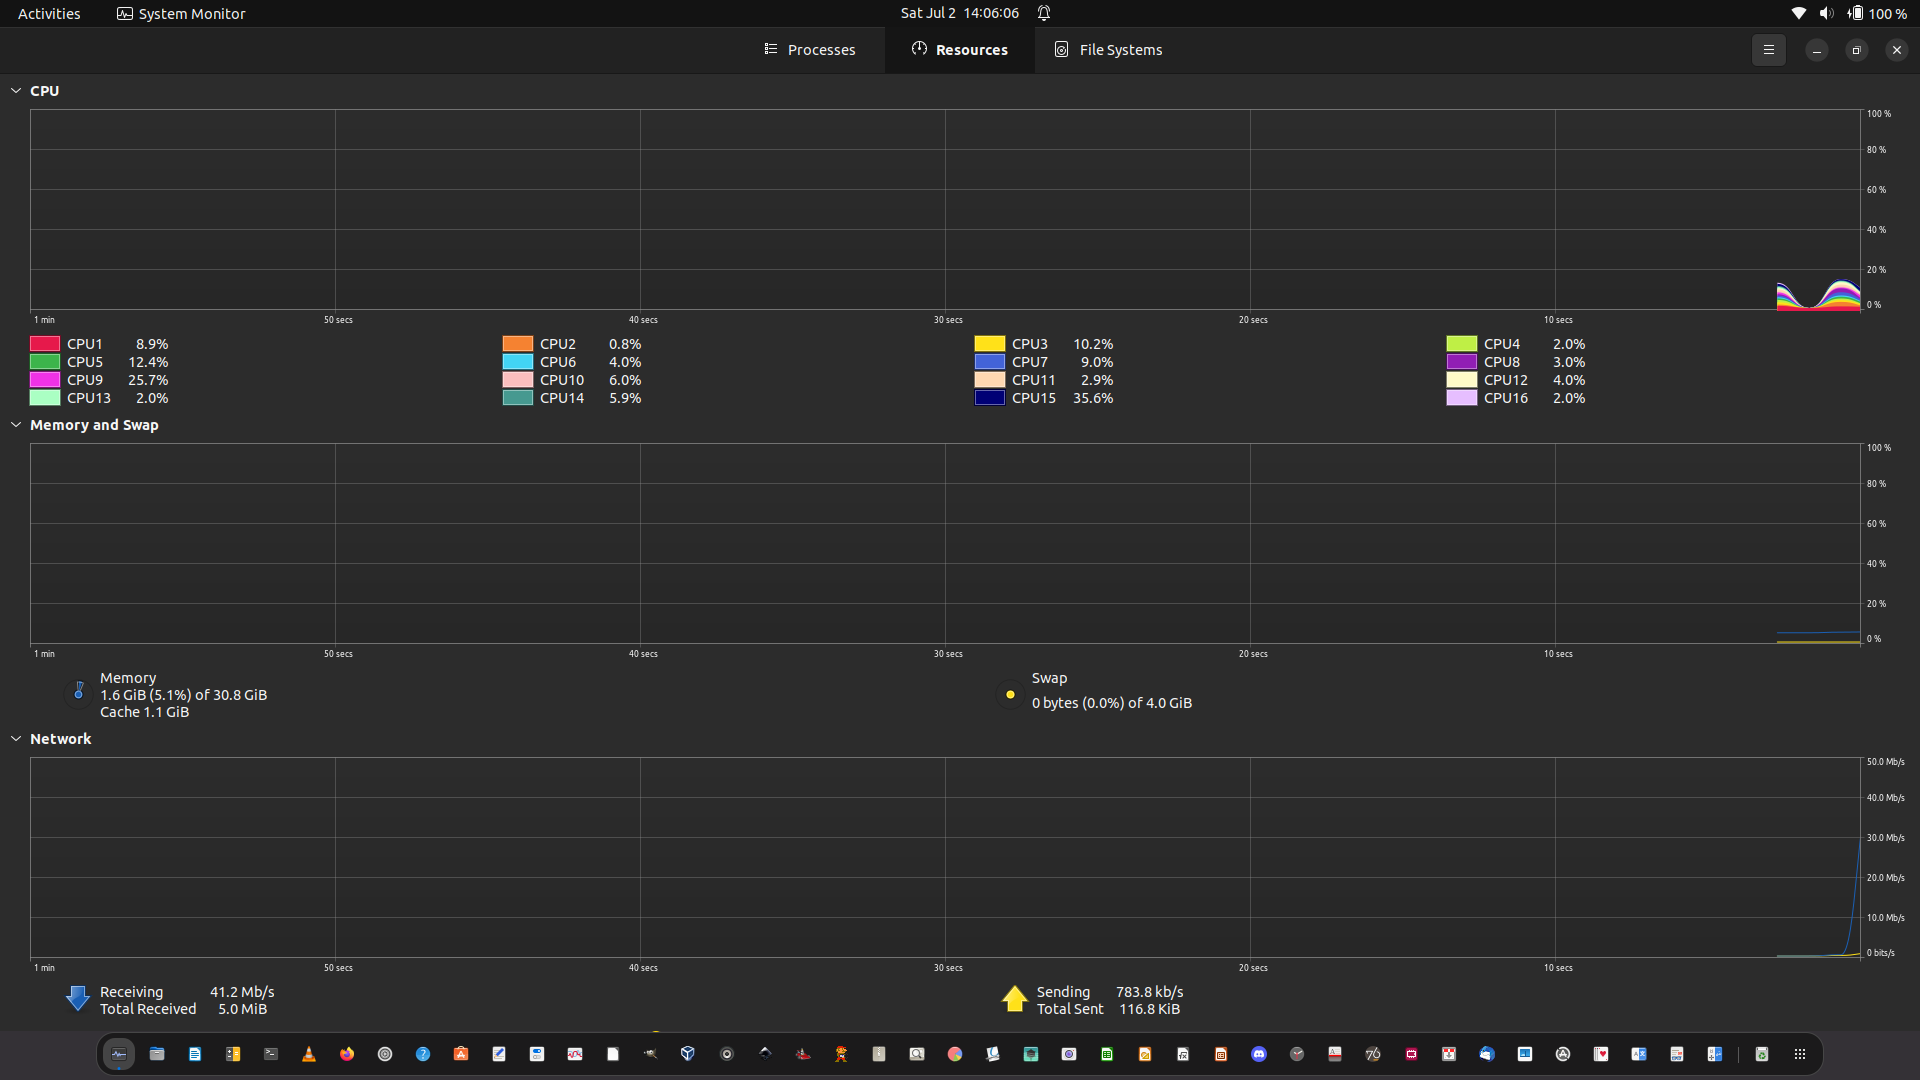 Activities System Monitor Sat Jul 2 14:06:06 100 %
Processes Resources File Systems
CPU
100 %
80 %
60 %
40 %
20 %
0 %
1 min 50 secs 40 secs 30 secs 20 secs 10 secs
CPU1 8.9% CPU2 0.8% CPU3 10.2% CPU4 2.0%
CPU5 12.4% CPU6 4.0% CPU7 9.0% CPU8 3.0%
CPU9 25.7% CPU10 6.0% CPU11 2.9% CPU12 4.0%
CPU13 2.0% CPU14 5.9% CPU15 35.6% CPU16 2.0%
Memory and Swap
100 %
80 %
60 %
40 %
20 %
0 %
1 min 50 secs 40 secs 30 secs 20 secs 10 secs
Memory
1.6 GiB (5.1%) of 30.8 GiB
Cache 1.1 GiB
Swap
0 bytes (0.0%) of 4.0 GiB
Network
50.0 Mb/s
40.0 Mb/s
30.0 Mb/s
20.0 Mb/s
10.0 Mb/s
0 bits/s
1 min 50 secs 40 secs 30 secs 20 secs 10 secs
Receiving 41.2 Mb/s
Total Received 5.0 MiB
Sending 783.8 kb/s
Total Sent 116.8 KiB